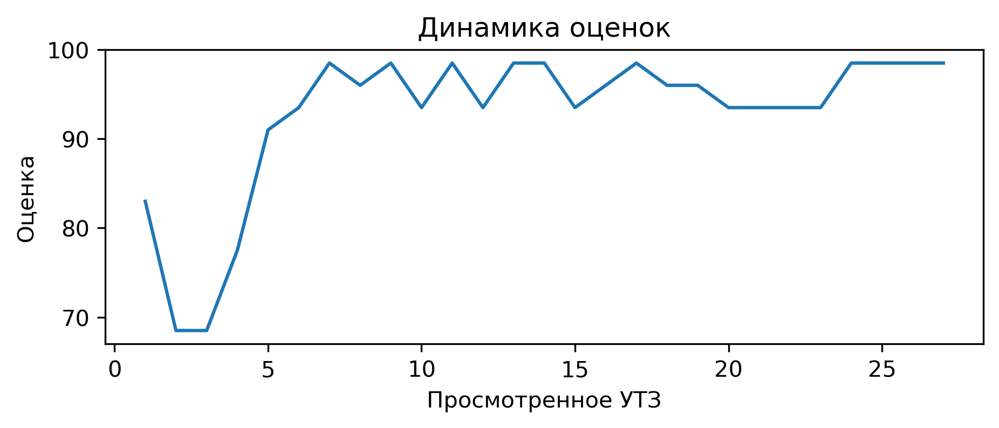 Динамика оценок
100
90
80
70
Оценка
0 5 10 15 20 25
Просмотренное УТЗ